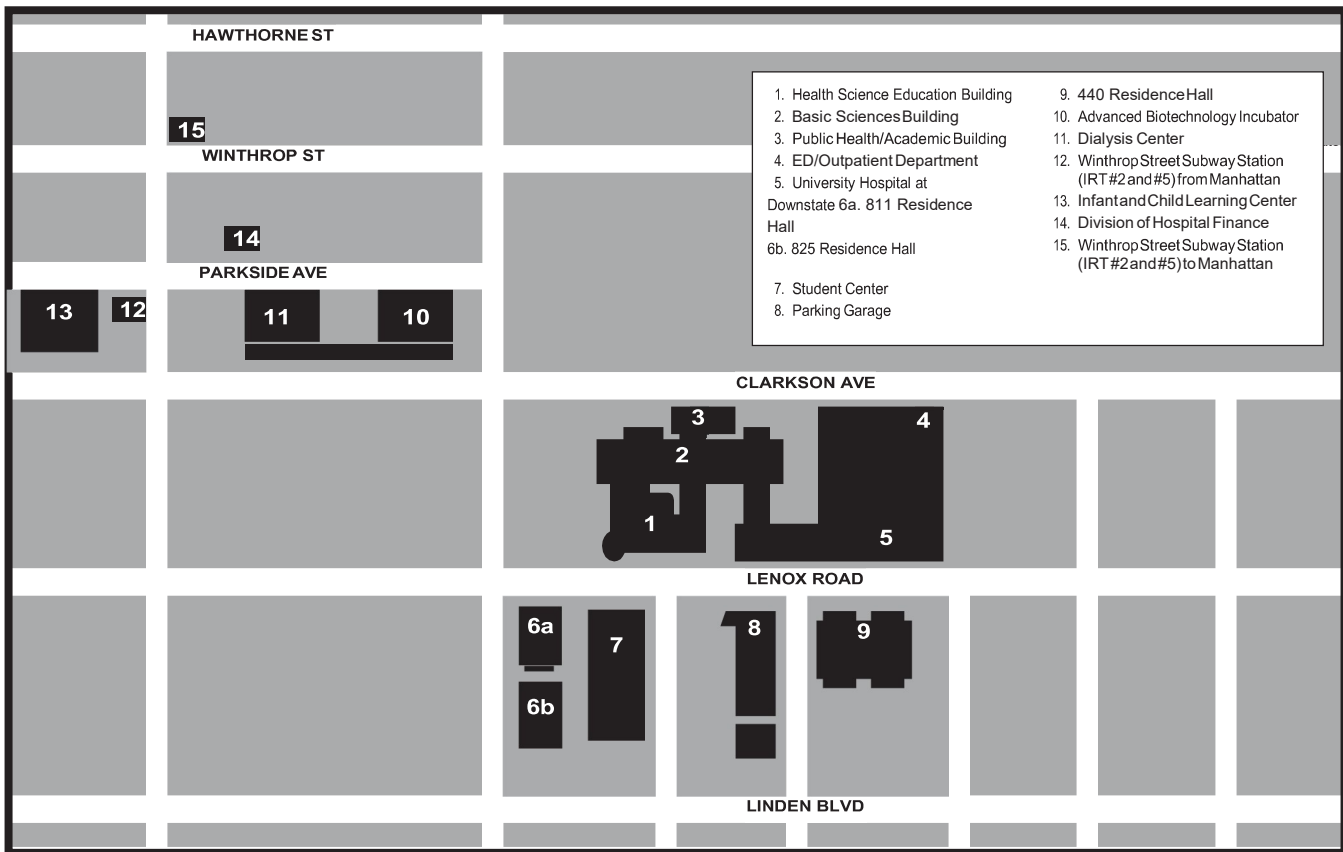 HAWTHORNE ST
15
WINTHROP ST
14
PARKSIDE AVE
13
12
11
10
1. Health Science Education Building
2. Basic Sciences Building
3. Public Health/Academic Building
4. ED/Outpatient Department
5. University Hospital at
Downstate 6a. 811 Residence
Hall
6b. 825 Residence Hall
7. Student Center
8. Parking Garage
9. 440 Residence Hall
10. Advanced Biotechnology Incubator
11. Dialysis Center
12. Winthrop Street Subway Station
(IRT #2 and #5) from Manhattan
13. Infant and Child Learning Center
14. Division of Hospital Finance
15. Winthrop Street Subway Station
(IRT #2 and #5) to Manhattan
CLARKSON AVE
3
4
2
1
5
LENOX ROAD
6a
7
8
9
6b
LINDEN BLVD